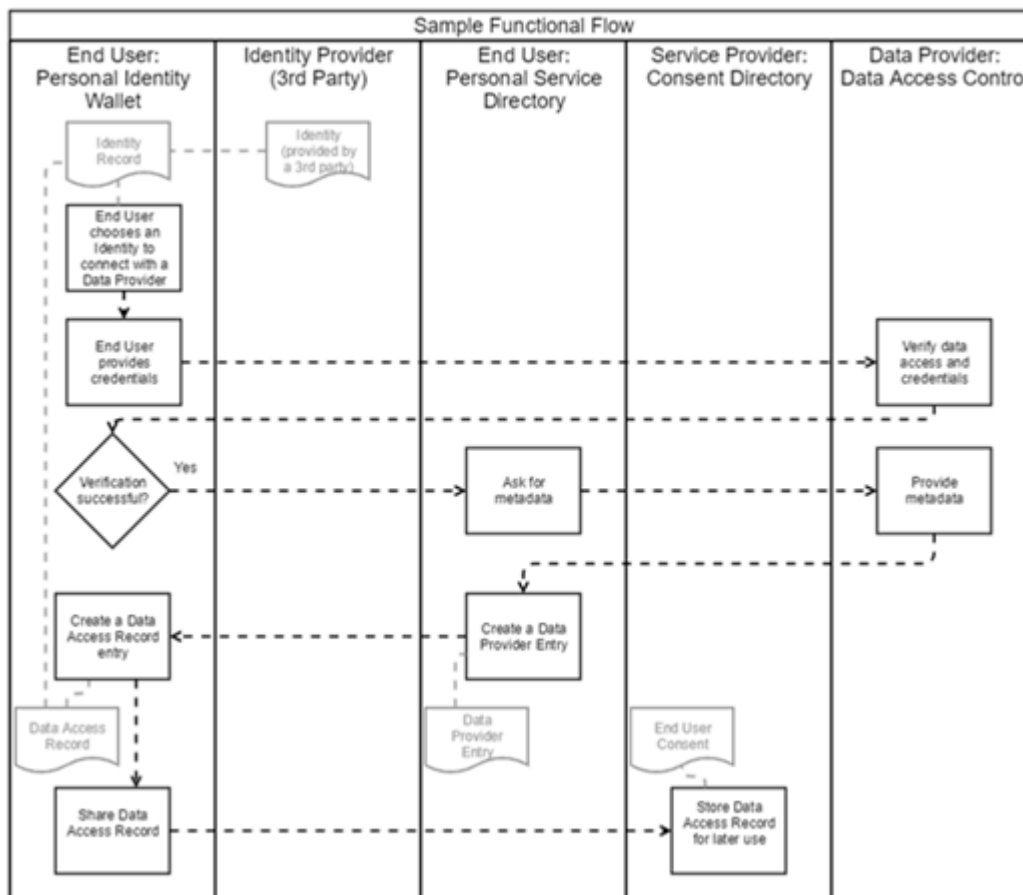 Sample Functional Flow
End User:
Personal Identity
Wallet
Identity Provider
(3rd Party)
End User:
Personal Service
Directory
Service Provider:
Consent Directory
Data Provider:
Data Access Contro
Identity
Record
Identity
(provided by
a 3rd party)
End User
chooses an
Identity to
connect with a
Data Provider
End User
provides
credentials
Verify data
access and
credentials
Verification
successful?
Yes
Ask for
metadata
Provide
metadata
Create a Data
Access Record
entry
Create a Data
Provider Entry
Data Access
Record
Data
Provider
Entry
End User
Consent
Share Data
Access Record
Store Data
Access Record
for later use